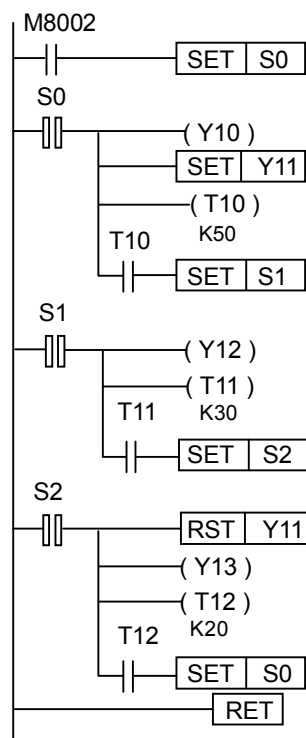 M8002
SET S0
S0
( Y10 )
SET Y11
( T10 )
K50
T10
SET S1
S1
( Y12 )
( T11 )
K30
T11
SET S2
S2
RST Y11
( Y13 )
( T12 )
K20
T12
SET S0
RET